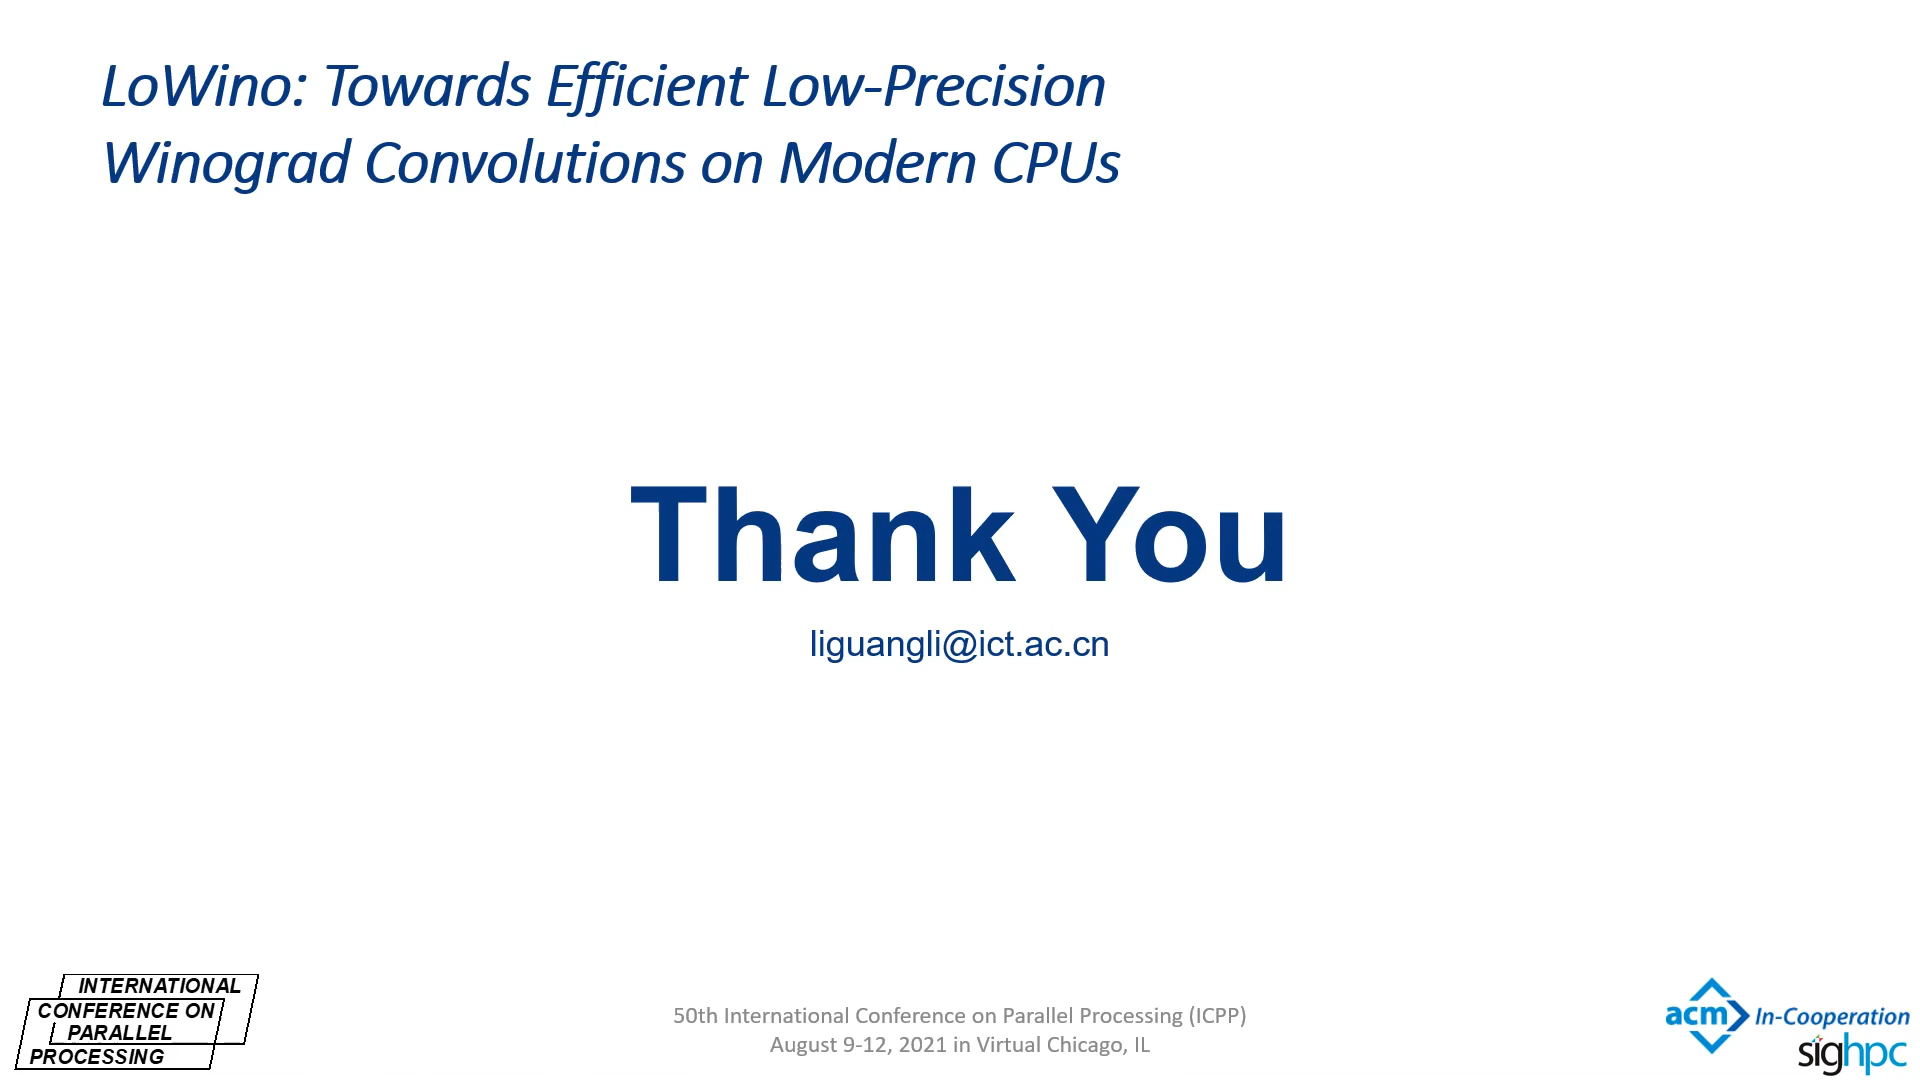 LoWino: Towards Efficient Low-Precision
Winograd Convolutions on Modern CPUs
Thank You
liguangli@ict.ac.cn
INTERNATIONAL
CONFERENCE ON
PARALLEL
PROCESSING
50th International Conference on Parallel Processing (ICPP)
August 9-12, 2021 in Virtual Chicago, IL
acm In-Cooperation
sighpc